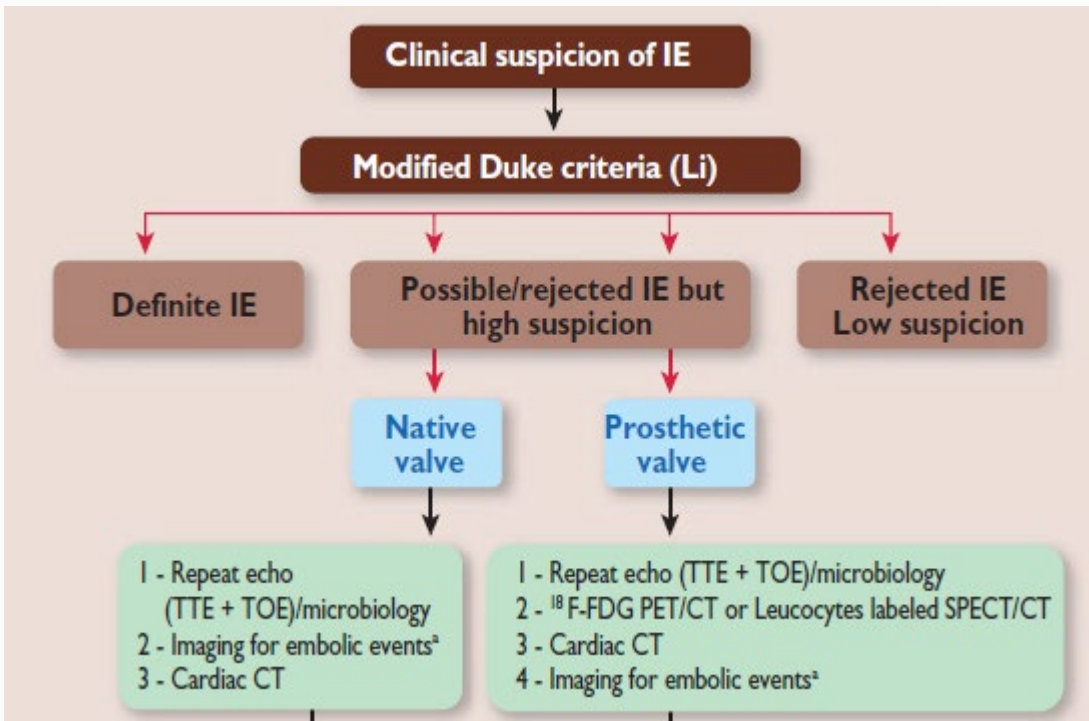 Clinical suspicion of IE
Modified Duke criteria (Li)
Definite IE
Possible/rejected IE but
high suspicion
Rejected IE
Low suspicion
Native
valve
Prosthetic
valve
1 - Repeat echo
(TTE + TOE)/microbiology
2 - Imaging for embolic eventsᵃ
3 - Cardiac CT
1 - Repeat echo (TTE + TOE)/microbiology
2 - ¹⁸ F-FDG PET/CT or Leucocytes labeled SPECT/CT
3 - Cardiac CT
4 - Imaging for embolic eventsᵃ